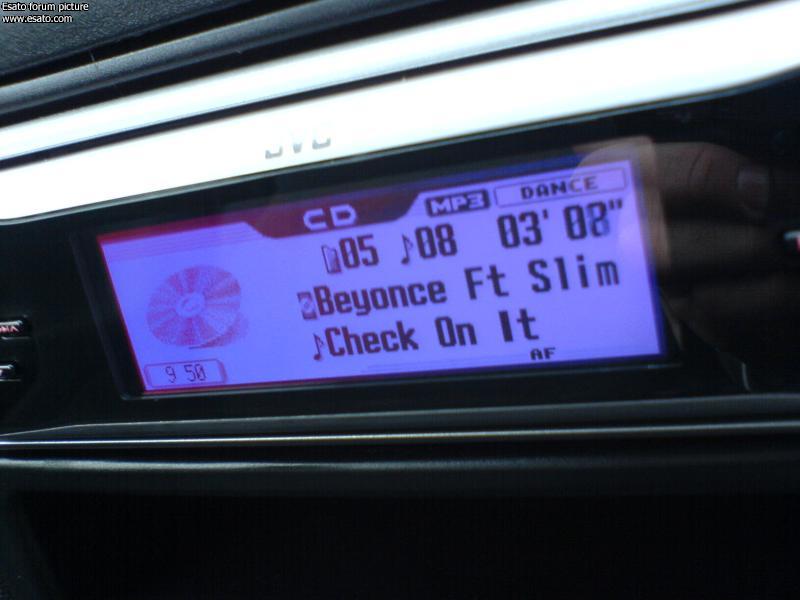 Esato forum picture
www.esato.com
JVC
CD MP3 DANCE
05 08 03' 08"
Beyonce Ft Slim
Check On It
AF
9 50